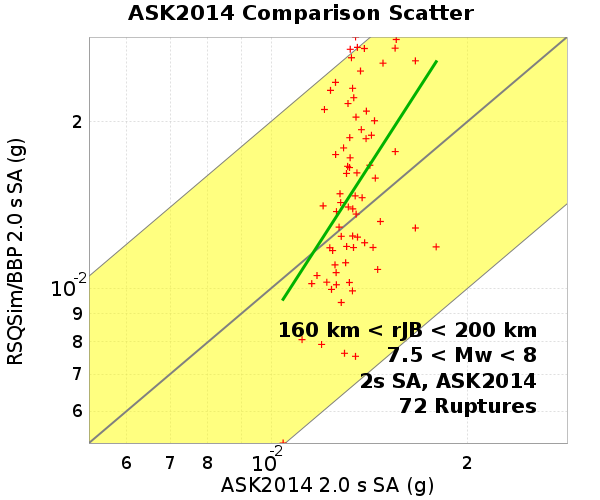 ASK2014 Comparison Scatter
RSQSim/BBP 2.0 s SA (g)
2
10-2
9
8
7
6
160 km < rJB < 200 km
7.5 < Mw < 8
2s SA, ASK2014
72 Ruptures
6 7 8 10-2 2
ASK2014 2.0 s SA (g)